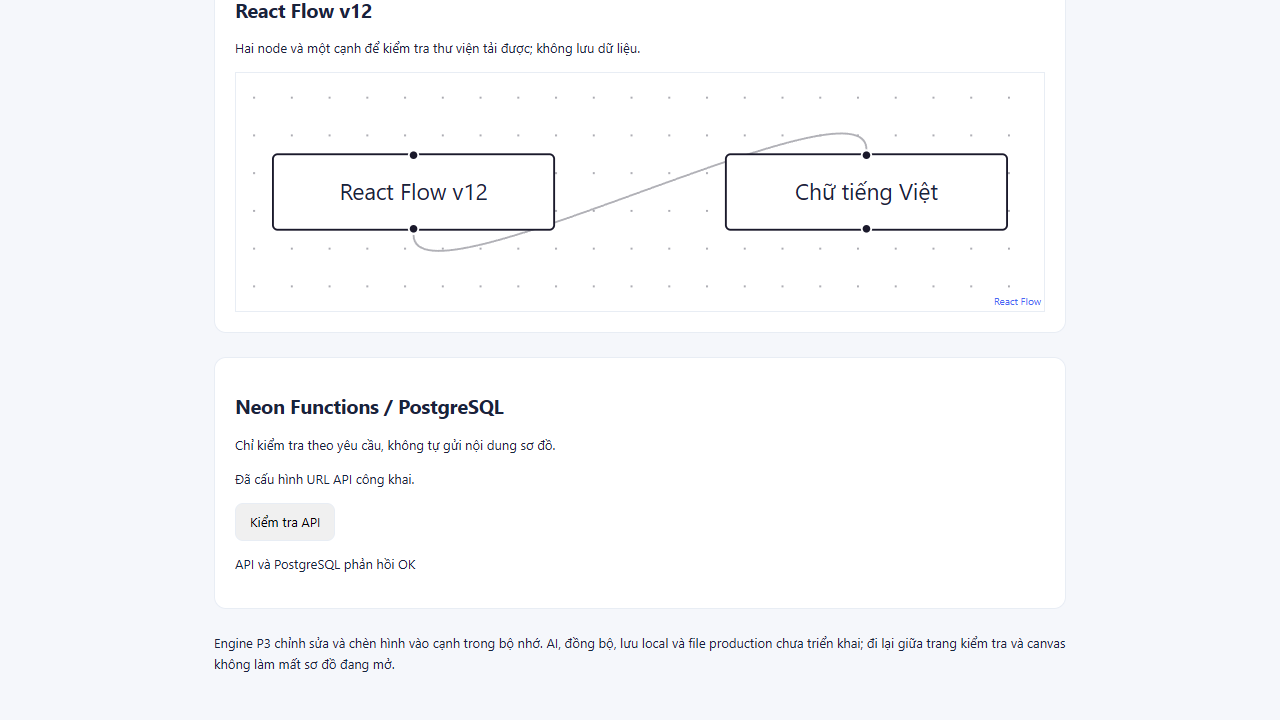 React Flow v12
Hai node và một cạnh để kiểm tra thư viện tải được; không lưu dữ liệu.
React Flow v12
Chữ tiếng Việt
React Flow
Neon Functions / PostgreSQL
Chỉ kiểm tra theo yêu cầu, không tự gửi nội dung sơ đồ.
Đã cấu hình URL API công khai.
Kiểm tra API
API và PostgreSQL phản hồi OK
Engine P3 chỉnh sửa và chèn hình vào cạnh trong bộ nhớ. AI, đồng bộ, lưu local và file production chưa triển khai; đi lại giữa trang kiểm tra và canvas
không làm mất sơ đồ đang mở.